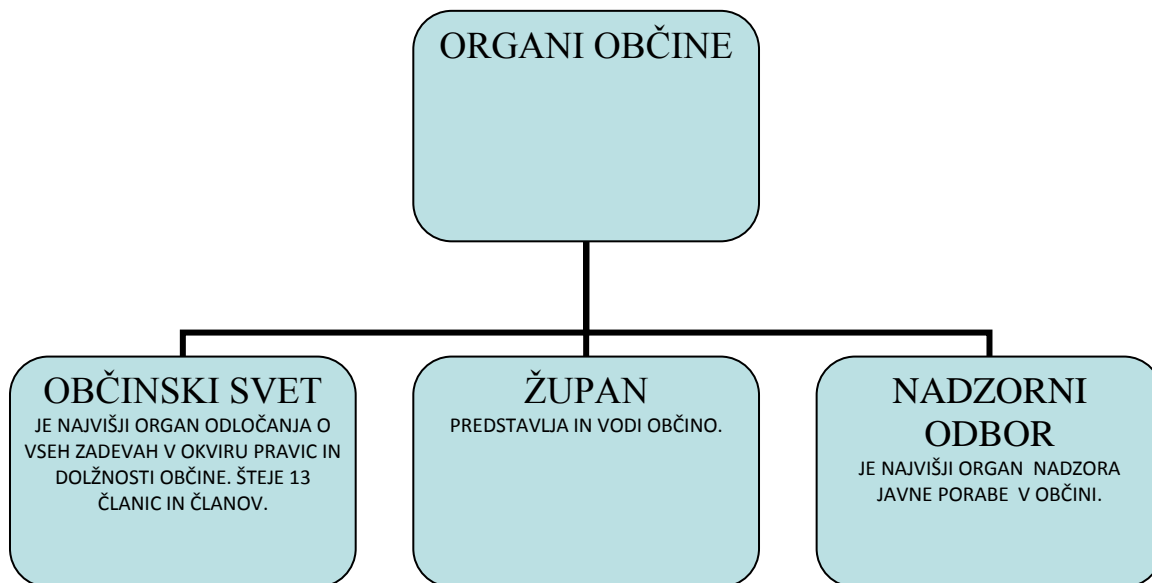 ORGANI OBČINE
OBČINSKI SVET
JE NAJVIŠJI ORGAN ODLOČANJA O
VSEH ZADEVAH V OKVIRU PRAVIC IN
DOLŽNOSTI OBČINE. ŠTEJE 13
ČLANIC IN ČLANOV.
ŽUPAN
PREDSTAVLJA IN VODI OBČINO.
NADZORNI
ODBOR
JE NAJVIŠJI ORGAN NADZORA
JAVNE PORABE V OBČINI.